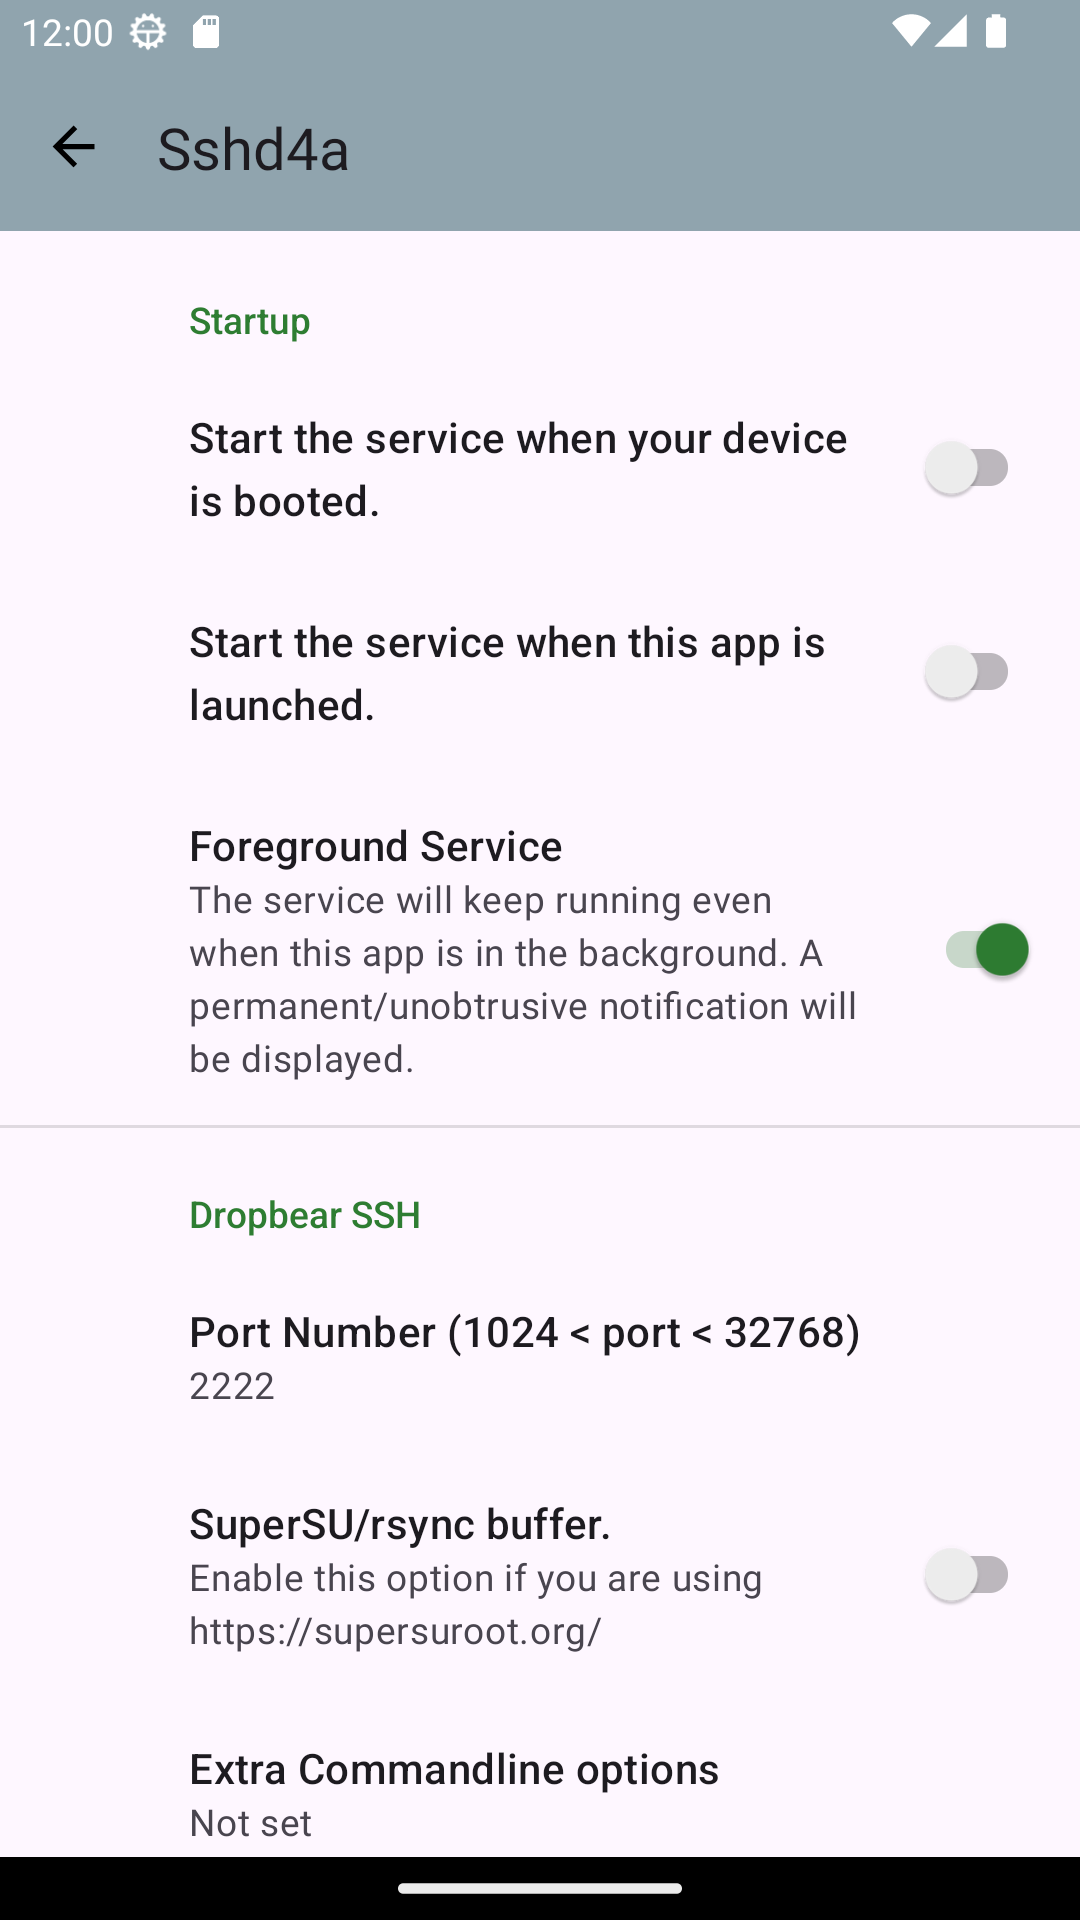 12:00
Sshd4a
Startup
Start the service when your device
is booted.
Start the service when this app is
launched.
Foreground Service
The service will keep running even
when this app is in the background. A
permanent/unobtrusive notification will
be displayed.
Dropbear SSH
Port Number (1024 < port < 32768)
2222
SuperSU/rsync buffer.
Enable this option if you are using
https://supersuroot.org/
Extra Commandline options
Not set